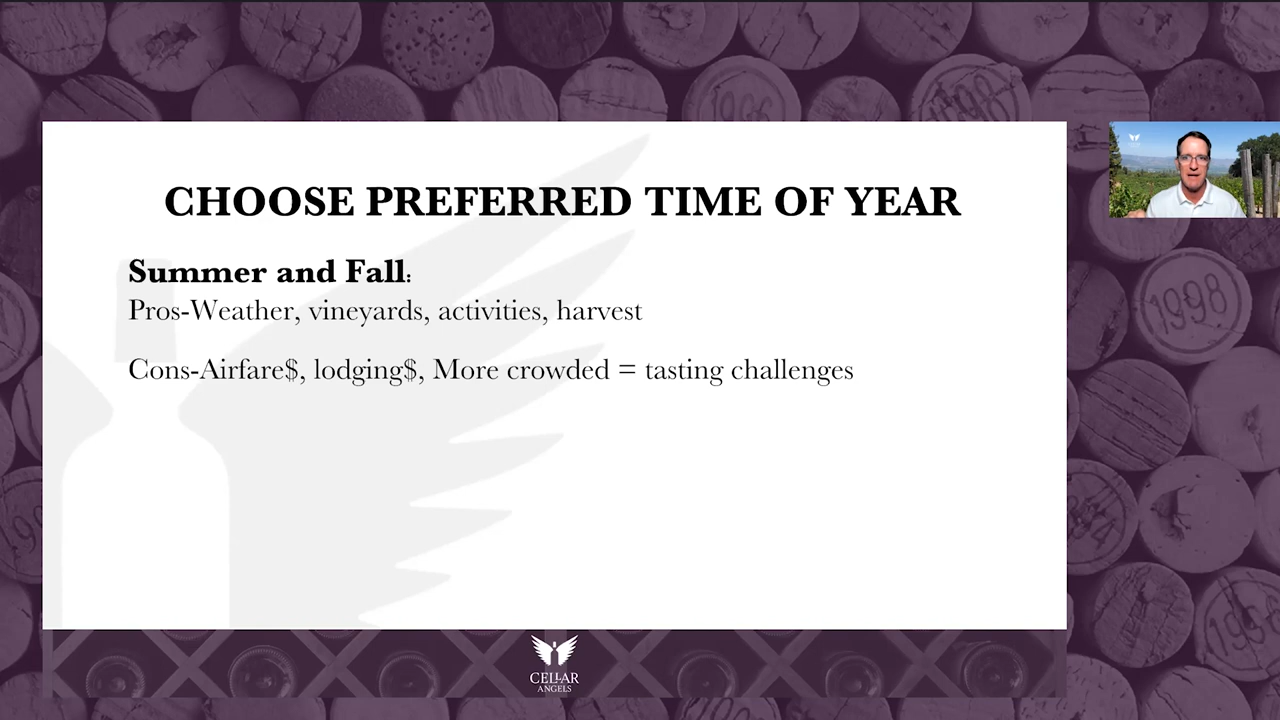 CHOOSE PREFERRED TIME OF YEAR
Summer and Fall:
Pros-Weather, vineyards, activities, harvest
Cons-Airfare$, lodging$, More crowded = tasting challenges
CELLAR
ANGELS
1998